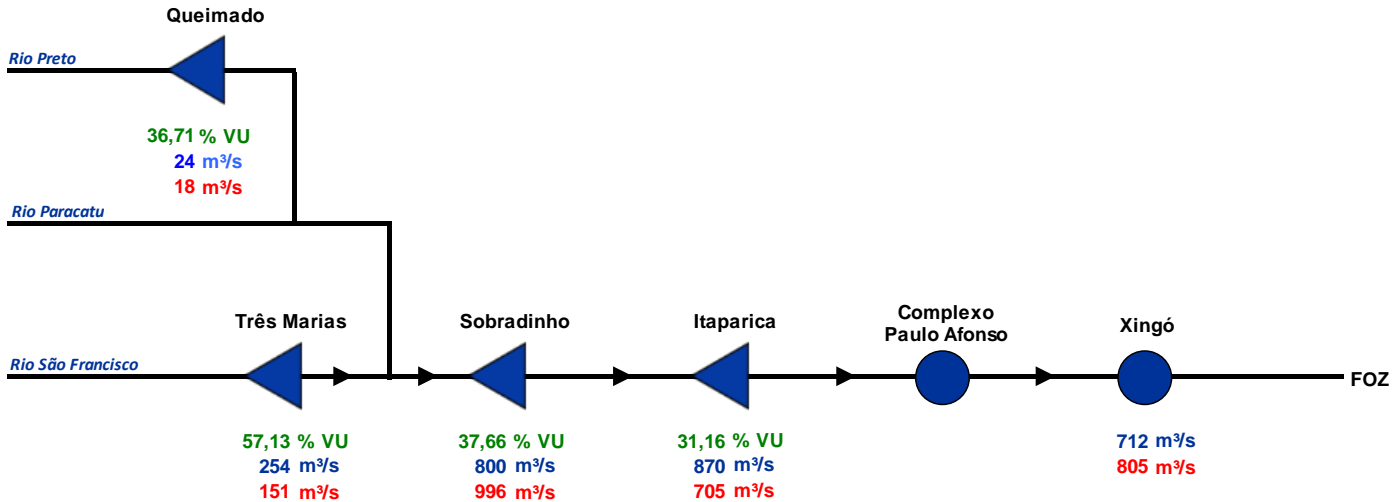 Queimado
Rio Preto
36,71 % VU
24 m³/s
18 m³/s
Rio Paracatu
Três Marias
Sobradinho
Itaparica
Complexo
Paulo Afonso
Xingó
Rio São Francisco
FOZ
57,13 % VU
254 m³/s
151 m³/s
37,66 % VU
800 m³/s
996 m³/s
31,16 % VU
870 m³/s
705 m³/s
712 m³/s
805 m³/s